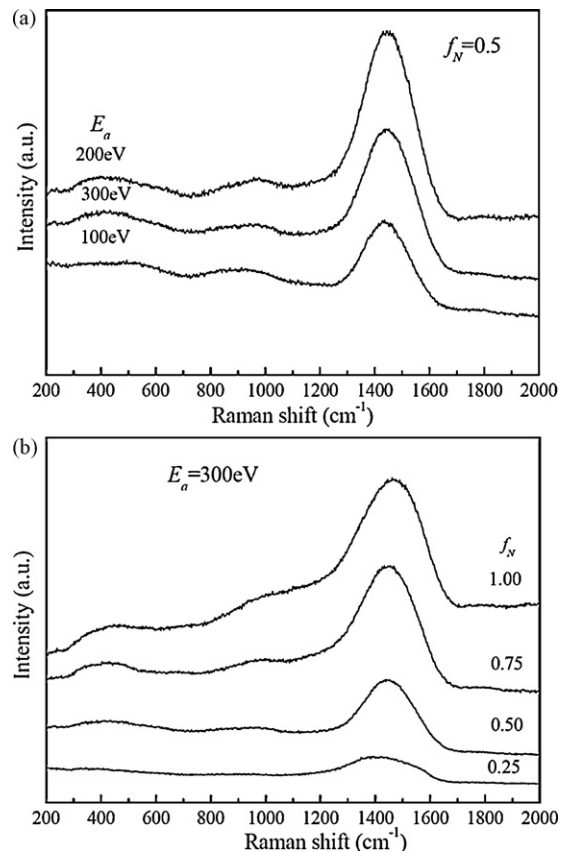 (a)
f_N=0.5
E_a
200eV
300eV
100eV
Intensity (a.u.)
200 400 600 800 1000 1200 1400 1600 1800 2000
Raman shift (cm⁻¹)
(b)
E_a=300eV
f_N
1.00
0.75
0.50
0.25
Intensity (a.u.)
200 400 600 800 1000 1200 1400 1600 1800 2000
Raman shift (cm⁻¹)